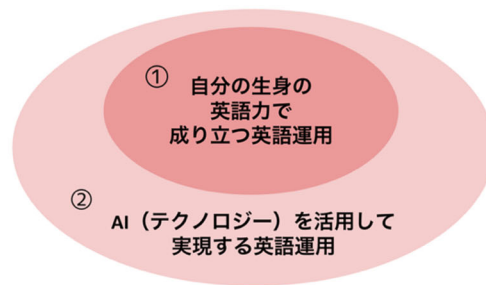 ①
自分の生身の
英語力で
成り立つ英語運用
②
AI（テクノロジー）を活用して
実現する英語運用